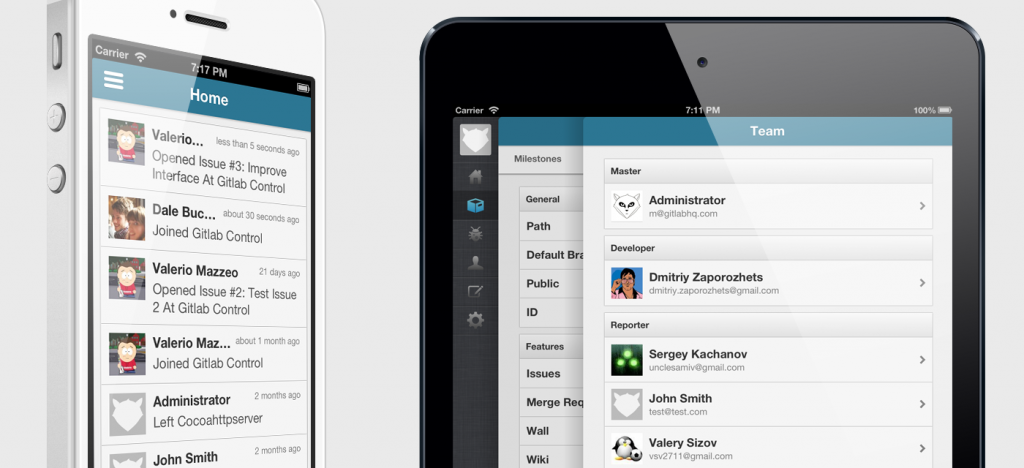 Carrier
7:17 PM
Home
Valerio...
less than 5 seconds ago
Opened Issue #3: Improve
Interface At Gitlab Control
Dale Buc...
about 30 seconds ago
Joined Gitlab Control
Valerio Mazzeo
21 days ago
Opened Issue #2: Test Issue
2 At Gitlab Control
Valerio Maz...
about 1 month ago
Joined Gitlab Control
Administrator
2 months ago
Left Cocoahttpserver
John Smith
2 months ago
Carrier
7:11 PM
100%
Milestones
General
Path
Default Bra
Public
ID
Features
Issues
Merge Req
Wall
Wiki
Team
Master
Administrator
m@gitlabhq.com
Developer
Dmitriy Zaporozhets
dmitriy.zaporozhets@gmail.com
Reporter
Sergey Kachanov
unclesamiv@gmail.com
John Smith
test@test.com
Valery Sizov
vsv2711@gmail.com